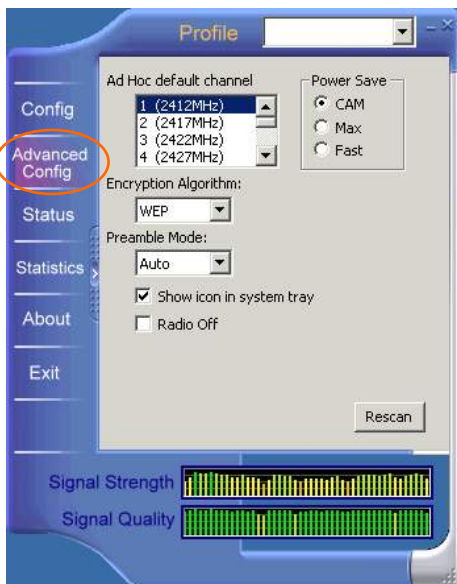 Profile
Ad Hoc default channel
1 (2412MHz)
2 (2417MHz)
3 (2422MHz)
4 (2427MHz)
Power Save
CAM
Max
Fast
Encryption Algorithm:
WEP
Preamble Mode:
Auto
Show icon in system tray
Radio Off
Rescan
Config
Advanced
Config
Status
Statistics
About
Exit
Signal Strength
Signal Quality